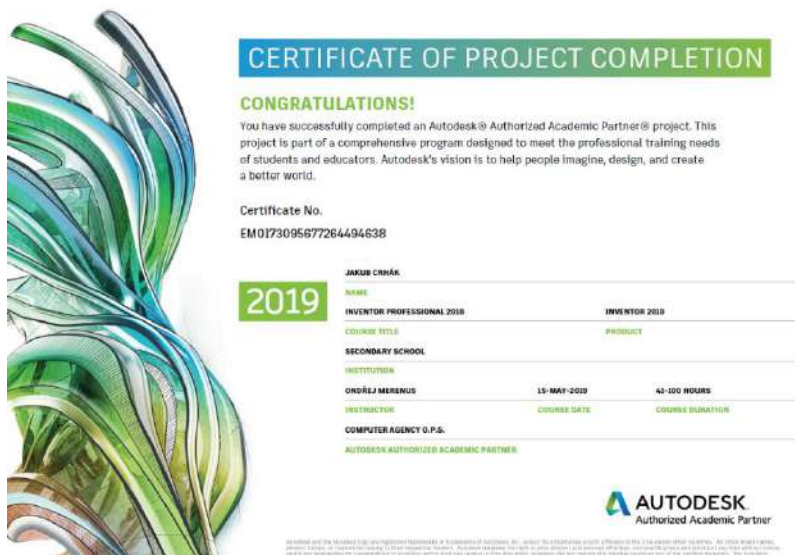 CERTIFICATE OF PROJECT COMPLETION
CONGRATULATIONS!
You have successfully completed an Autodesk® Authorized Academic Partner® project. This
project is part of a comprehensive program designed to meet the professional training needs
of students and educators. Autodesk's vision is to help people imagine, design, and create
a better world.
Certificate No.
EM0173095677264494638
2019
JAKUB CRHÁK
NAME
INVENTOR PROFESSIONAL 2018 INVENTOR 2019
COURSE TITLE PRODUCT
SECONDARY SCHOOL
INSTITUTION
ONDŘEJ MERENUS 15-MAY-2019 41-100 HOURS
INSTRUCTOR COURSE DATE COURSE DURATION
COMPUTER AGENCY O.P.S.
AUTODESK AUTHORIZED ACADEMIC PARTNER
AUTODESK
Authorized Academic Partner